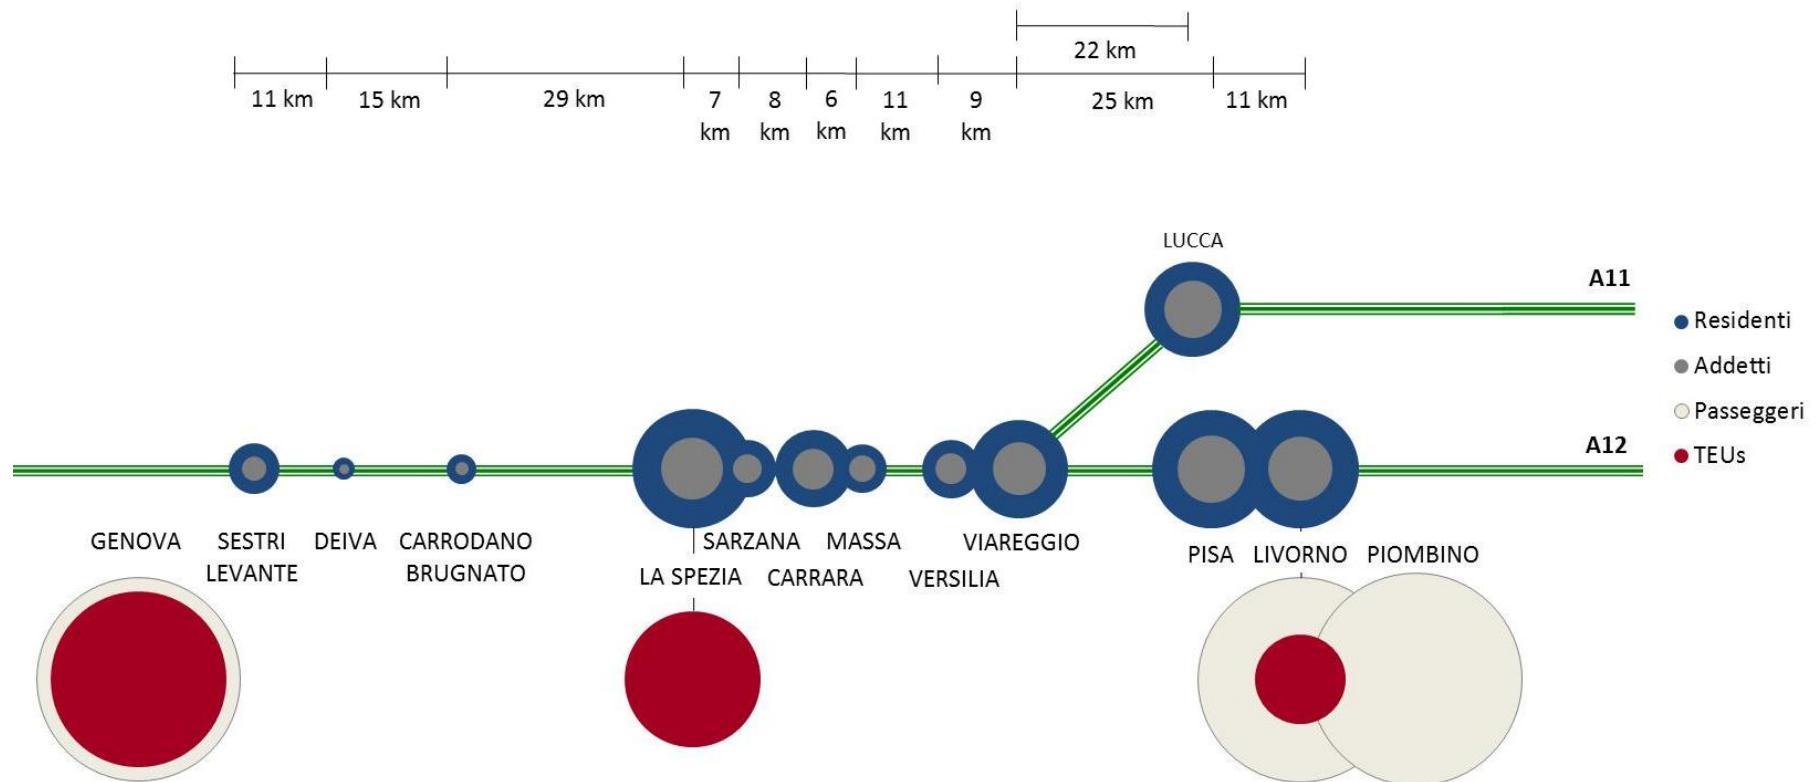 22 km
11 km
15 km
29 km
7
km
8
km
6
km
11
km
9
km
25 km
11 km
LUCCA
A11
A12
Residenti
Addetti
Passeggeri
TEUs
GENOVA
SESTRI
LEVANTE
DEIVA
CARRODANO
BRUGNATO
LA SPEZIA
SARZANA
CARRARA
MASSA
VERSILIA
VIAREGGIO
PISA
LIVORNO
PIOMBINO